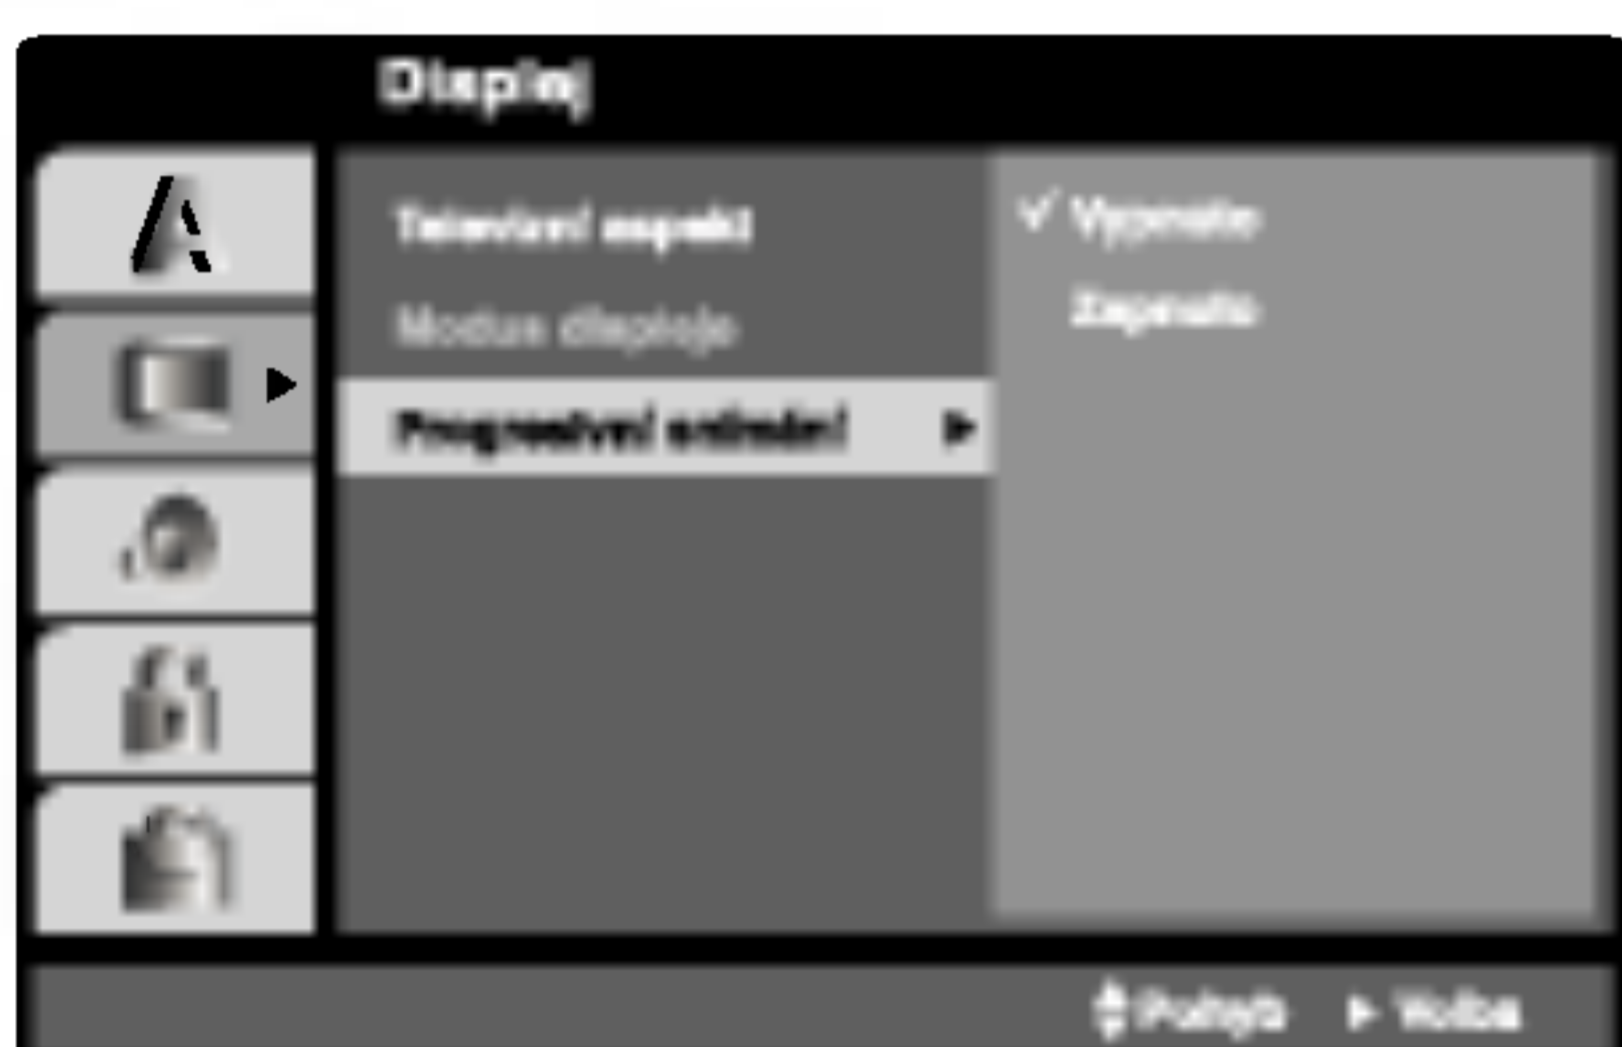 Displej
Televizní aspekt
✓ Vypnuto
Modus displeje
Zapnuto
Progresivní snímání
Pohyb
Volba